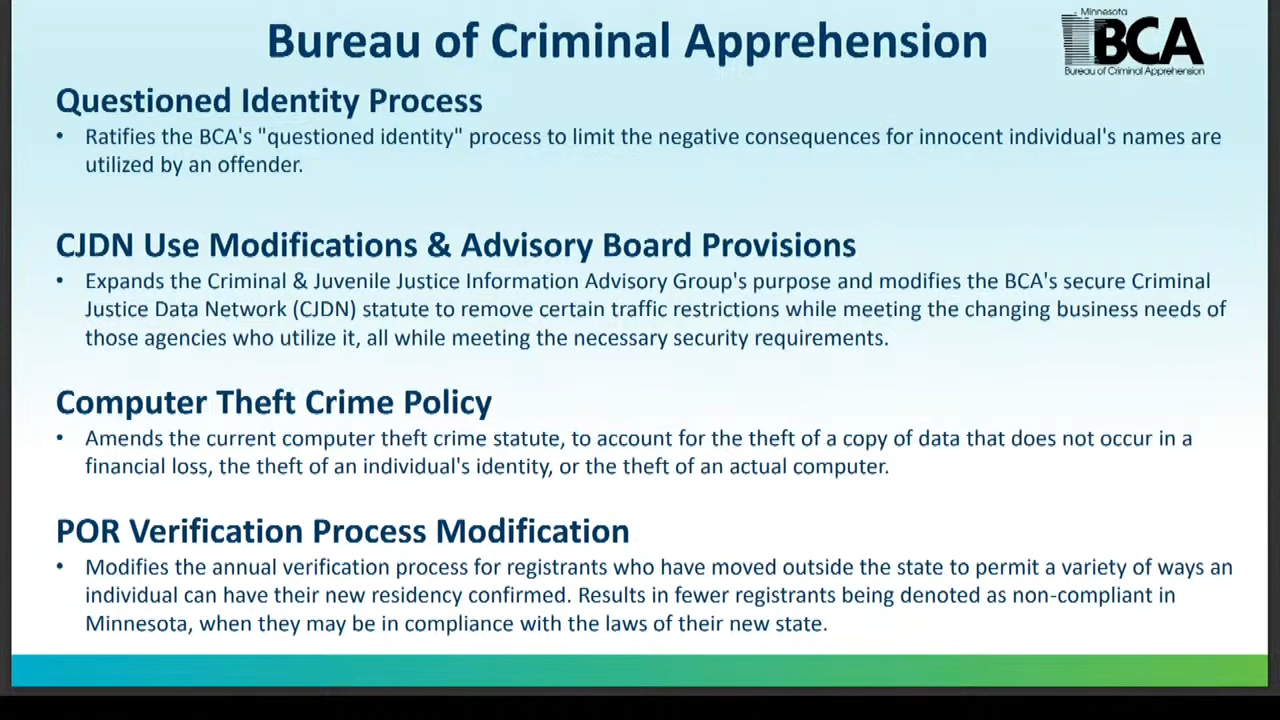 Bureau of Criminal Apprehension
Minnesota
BCA
Bureau of Criminal Apprehension
Questioned Identity Process
• Ratifies the BCA's "questioned identity" process to limit the negative consequences for innocent individual's names are
utilized by an offender.
CJDN Use Modifications & Advisory Board Provisions
• Expands the Criminal & Juvenile Justice Information Advisory Group's purpose and modifies the BCA's secure Criminal
Justice Data Network (CJDN) statute to remove certain traffic restrictions while meeting the changing business needs of
those agencies who utilize it, all while meeting the necessary security requirements.
Computer Theft Crime Policy
• Amends the current computer theft crime statute, to account for the theft of a copy of data that does not occur in a
financial loss, the theft of an individual's identity, or the theft of an actual computer.
POR Verification Process Modification
• Modifies the annual verification process for registrants who have moved outside the state to permit a variety of ways an
individual can have their new residency confirmed. Results in fewer registrants being denoted as non-compliant in
Minnesota, when they may be in compliance with the laws of their new state.